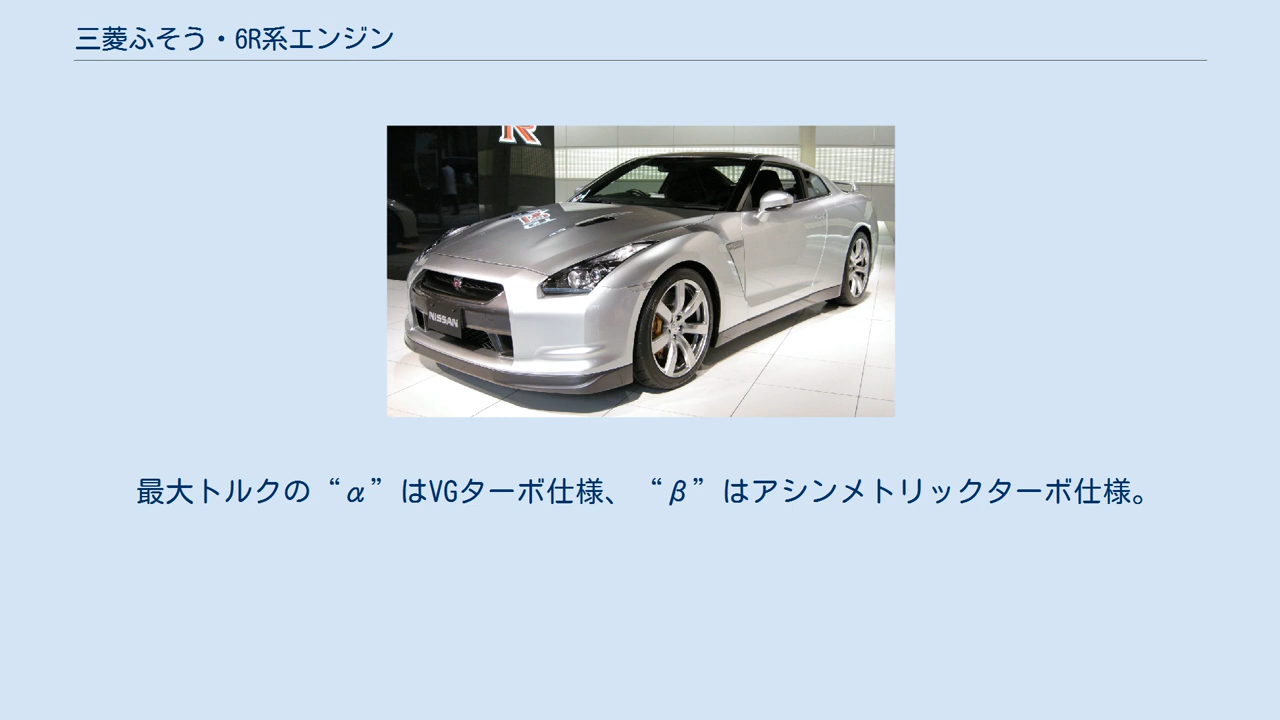 三菱ふそう・6R系エンジン
R
NISSAN
最大トルクの“α”はVGターボ仕様、“β”はアシンメトリックターボ仕様。